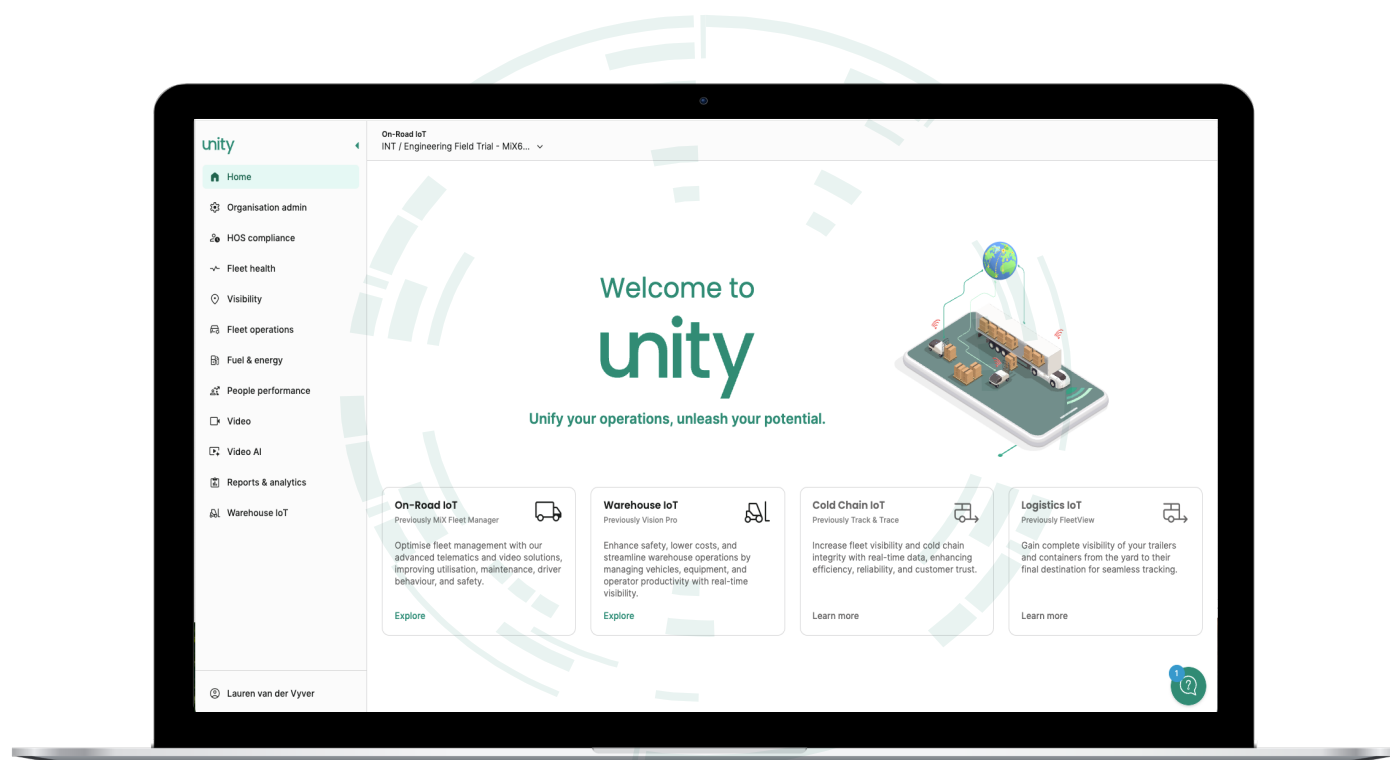 unity
On-Road IoT
INT / Engineering Field Trial - MiX6...
Home
Organisation admin
HOS compliance
Fleet health
Visibility
Fleet operations
Fuel & energy
People performance
Video
Video AI
Reports & analytics
Warehouse IoT
Lauren van der Vyver
Welcome to
unity
Unify your operations, unleash your potential.
On-Road IoT
Previously MiX Fleet Manager
Optimise fleet management with our
advanced telematics and video solutions,
improving utilisation, maintenance, driver
behaviour, and safety.
Explore
Warehouse IoT
Previously Vision Pro
Enhance safety, lower costs, and
streamline warehouse operations by
managing vehicles, equipment, and
operator productivity with real-time
visibility.
Explore
Cold Chain IoT
Previously Track & Trace
Increase fleet visibility and cold chain
integrity with real-time data, enhancing
efficiency, reliability, and customer trust.
Learn more
Logistics IoT
Previously FleetView
Gain complete visibility of your trailers
and containers from the yard to their
final destination for seamless tracking.
Learn more
1
?